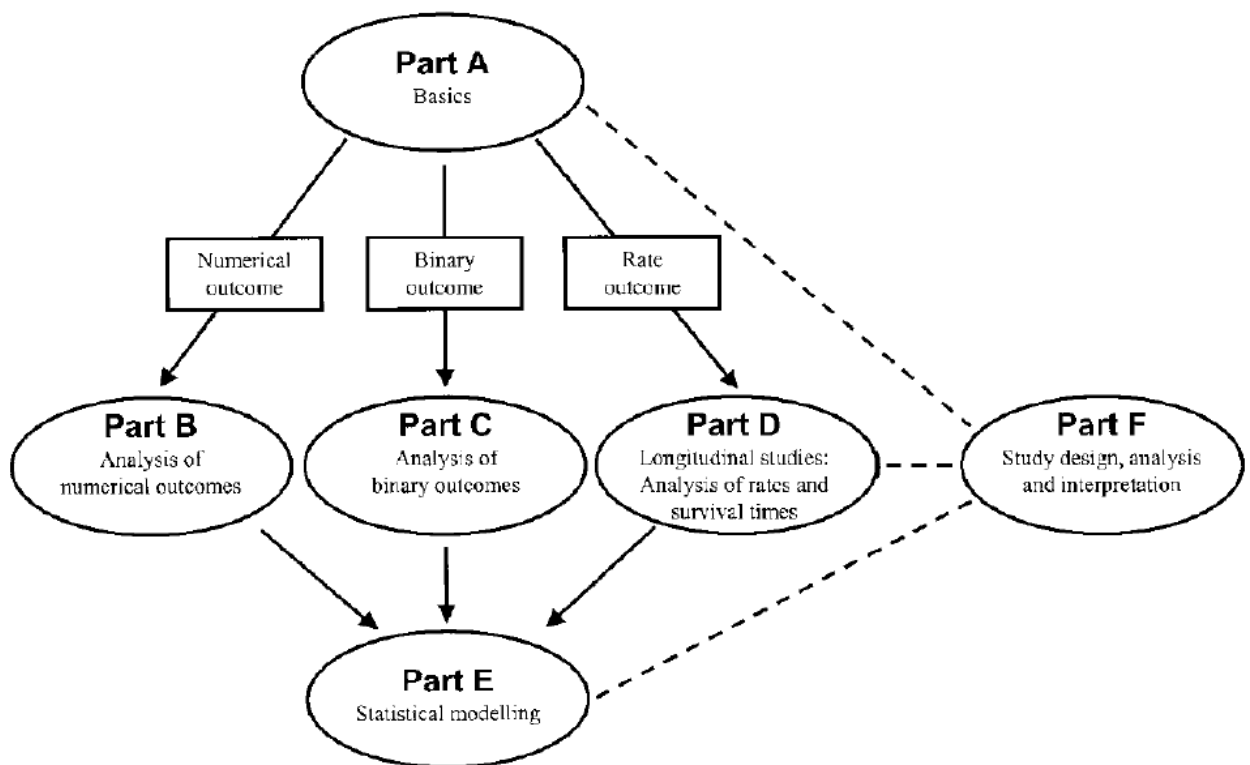 Part A
Basics
Numerical
outcome
Binary
outcome
Rate
outcome
Part B
Analysis of
numerical outcomes
Part C
Analysis of
binary outcomes
Part D
Longitudinal studies:
Analysis of rates and
survival times
Part F
Study design, analysis
and interpretation
Part E
Statistical modelling